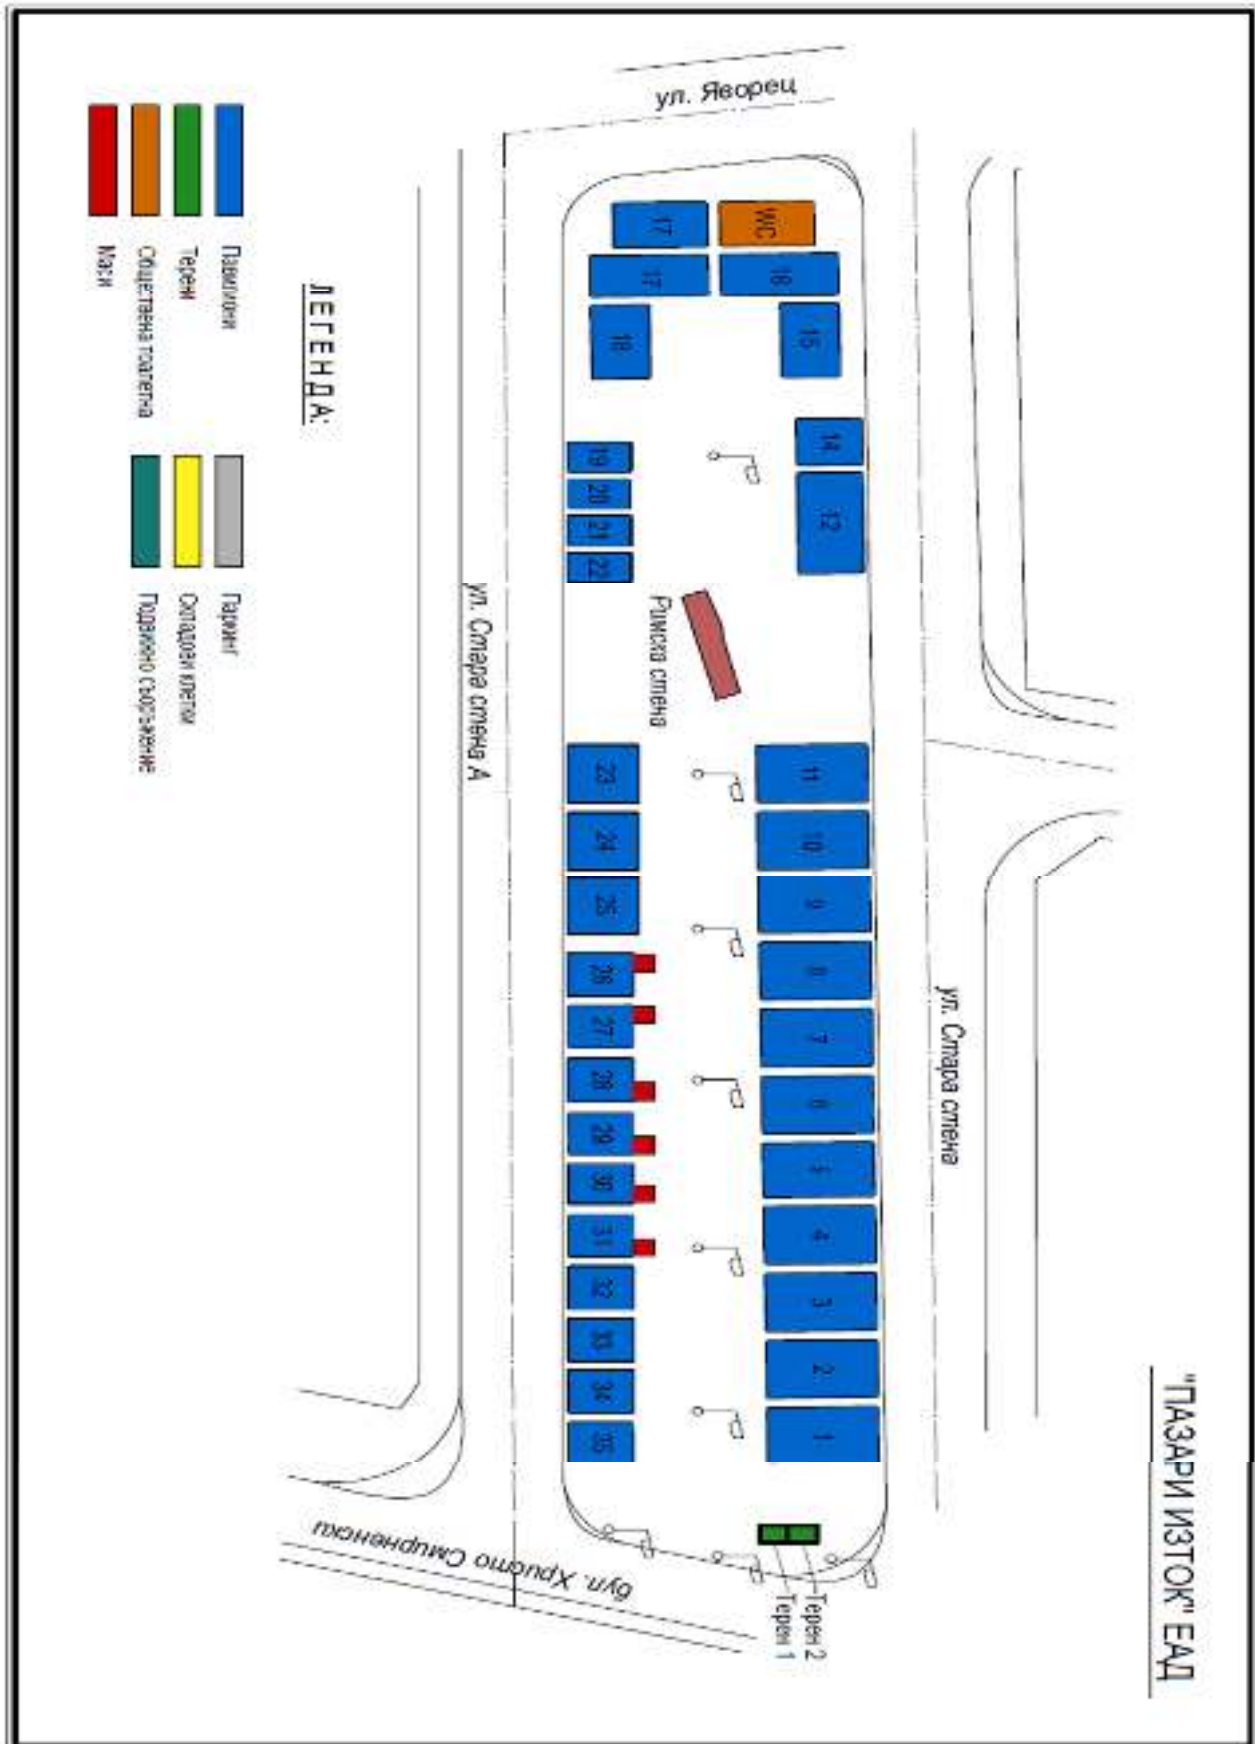 "ПАЗАРИ ИЗТОК" ЕАД
ул. Яворец
ул. Стара стена
ул. Стара стена А
бул. Христо Смирненски
Римска стена
Терен 2
Терен 1
WC
17
17
16
18
15
14
12
19
20
21
22
11
10
9
8
7
6
5
4
3
2
1
23
24
25
26
27
28
29
30
31
32
33
34
35
ЛЕГЕНДА:
Павилиони
Терени
Обществена тоалетна
Маси
Паркинг
Складови клетки
Подвижно съоръжение